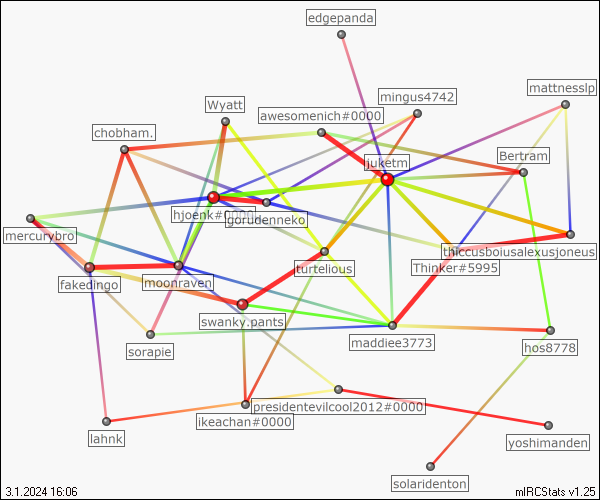 edgepanda
mattnesslp
mingus4742
Wyatt
awesomenich#0000
chobham.
Bertram
juketm
hjoenk#0000
gorudenneko
mercurybro
thiccusboiusalexusjoneus
turtelious
Thinker#5995
fakedingo
moonraven
swanky.pants
maddiee3773
sorapie
hos8778
presidentevilcool2012#0000
ikeachan#0000
lahnk
yoshimanden
solaridenton
3.1.2024 16:06
mIRCStats v1.25